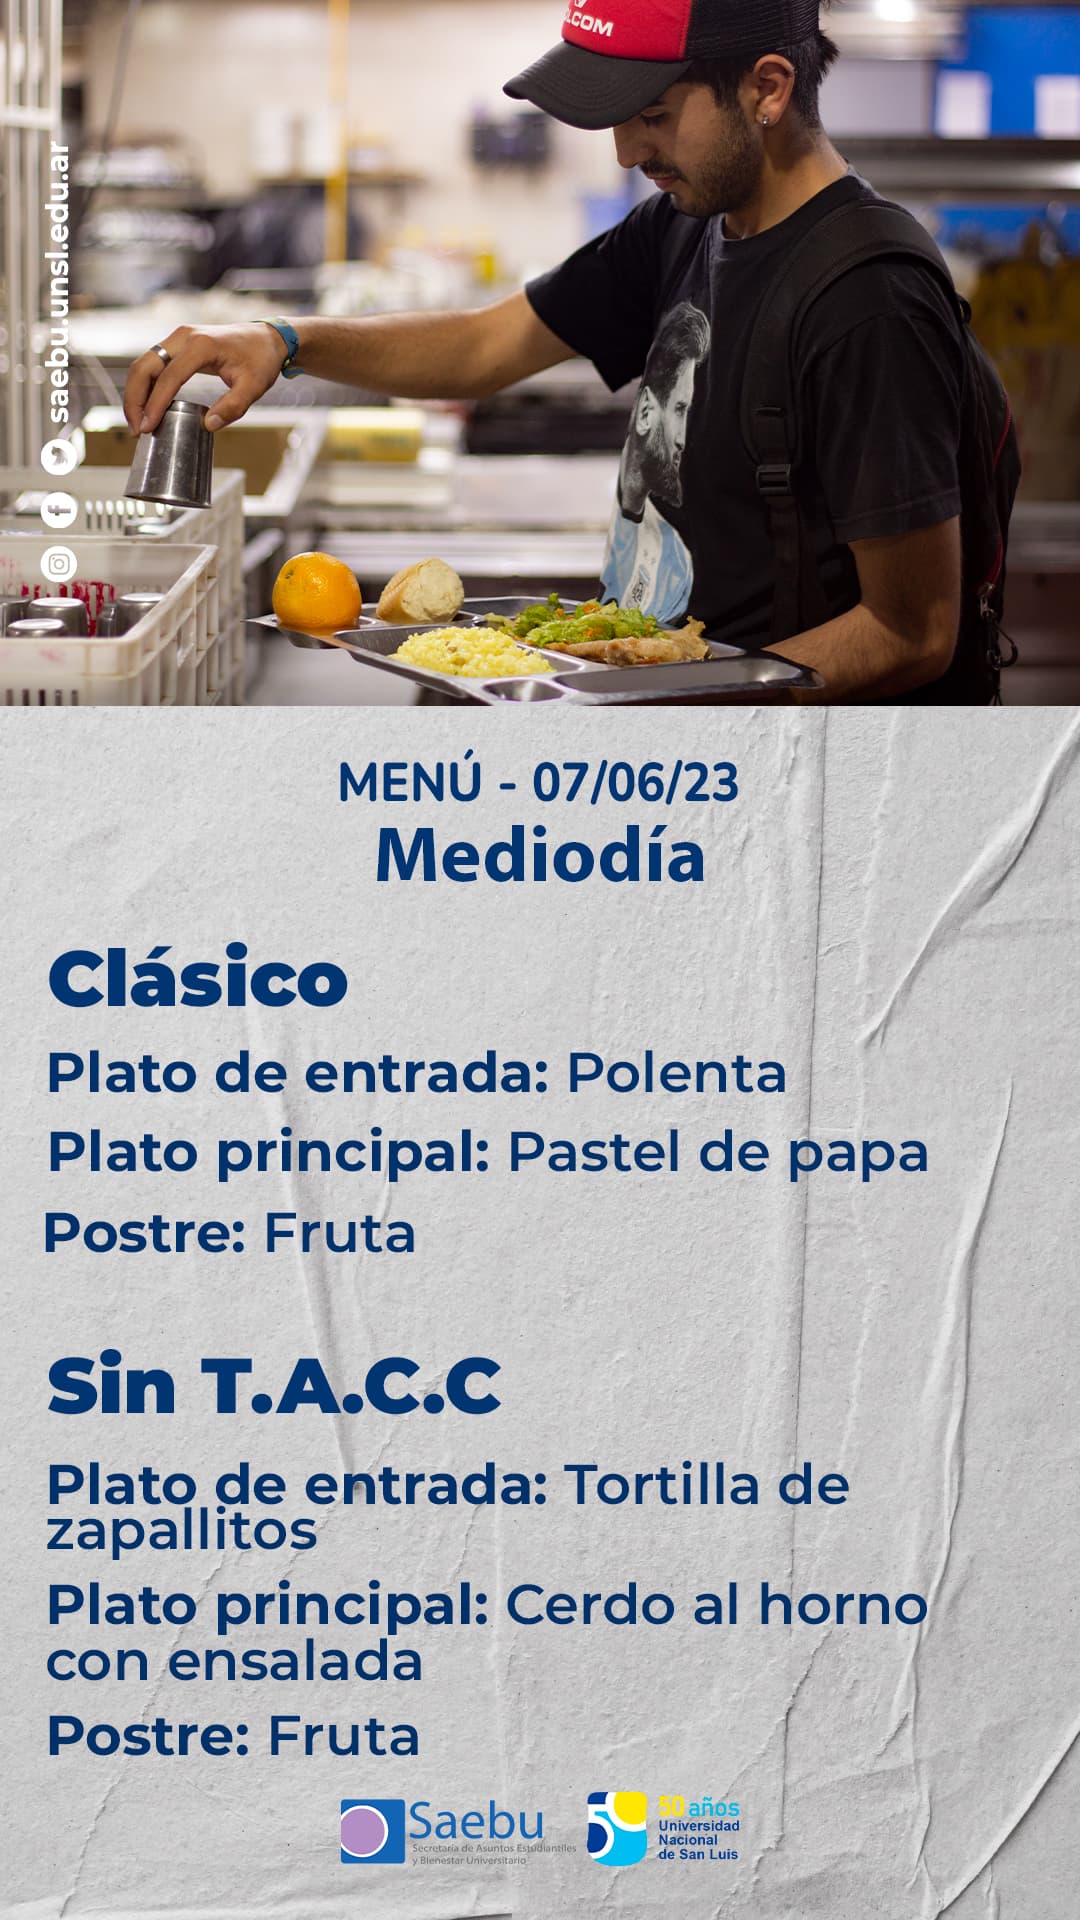 .COM
saebu.unsl.edu.ar
MENÚ - 07/06/23
Mediodía
Clásico
Plato de entrada: Polenta
Plato principal: Pastel de papa
Postre: Fruta
Sin T.A.C.C
Plato de entrada: Tortilla de
zapallitos
Plato principal: Cerdo al horno
con ensalada
Postre: Fruta
Saebu
Secretaría de Asuntos Estudiantiles
y Bienestar Universitario
50 años
Universidad
Nacional
de San Luis